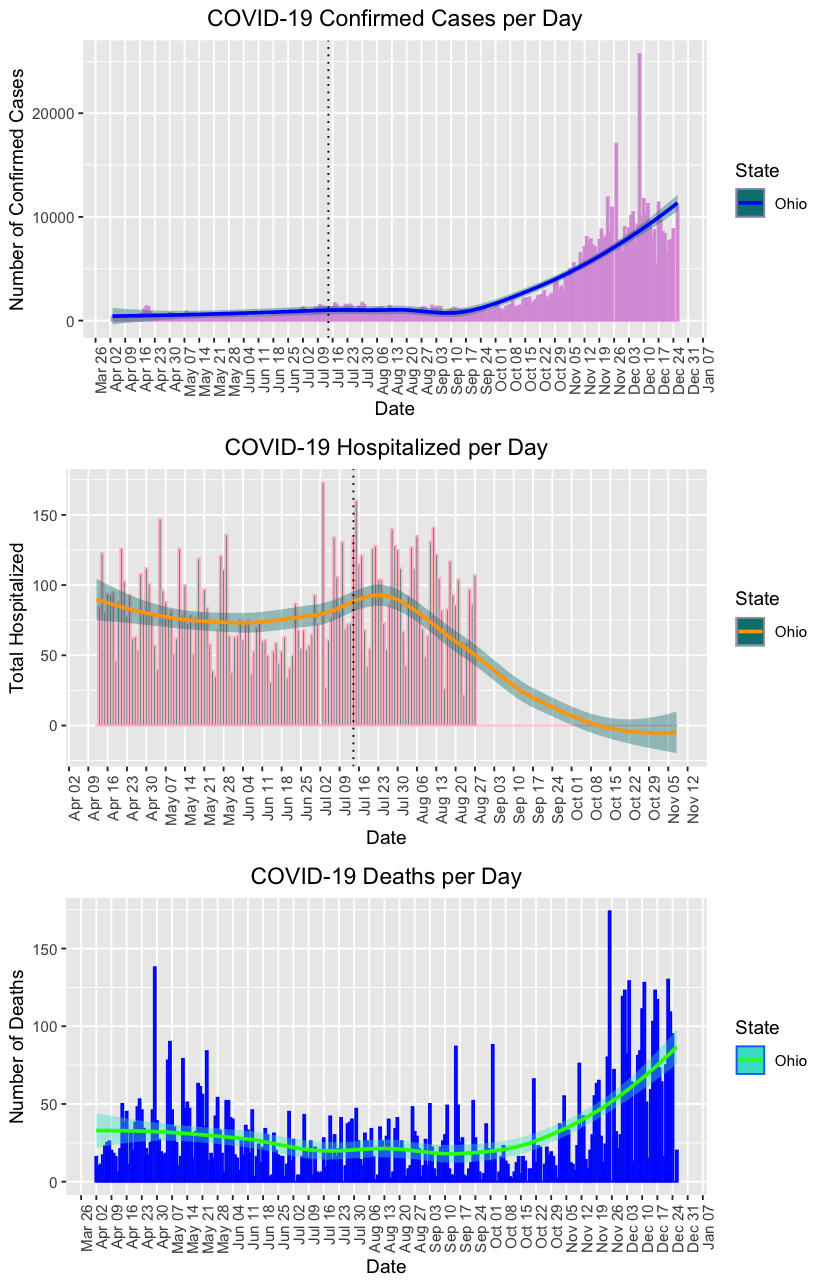 COVID-19 Confirmed Cases per Day
Number of Confirmed Cases
20000
10000
0
Mar 26
Apr 02
Apr 09
Apr 16
Apr 23
Apr 30
May 07
May 14
May 21
May 28
Jun 04
Jun 11
Jun 18
Jun 25
Jul 02
Jul 09
Jul 16
Jul 23
Jul 30
Aug 06
Aug 13
Aug 20
Aug 27
Sep 03
Sep 10
Sep 17
Sep 24
Oct 01
Oct 08
Oct 15
Oct 22
Oct 29
Nov 05
Nov 12
Nov 19
Nov 26
Dec 03
Dec 10
Dec 17
Dec 24
Dec 31
Jan 07
Date
State
Ohio
COVID-19 Hospitalized per Day
Total Hospitalized
150
100
50
0
Apr 02
Apr 09
Apr 16
Apr 23
Apr 30
May 07
May 14
May 21
May 28
Jun 04
Jun 11
Jun 18
Jun 25
Jul 02
Jul 09
Jul 16
Jul 23
Jul 30
Aug 06
Aug 13
Aug 20
Aug 27
Sep 03
Sep 10
Sep 17
Sep 24
Oct 01
Oct 08
Oct 15
Oct 22
Oct 29
Nov 05
Nov 12
Date
State
Ohio
COVID-19 Deaths per Day
Number of Deaths
150
100
50
0
Mar 26
Apr 02
Apr 09
Apr 16
Apr 23
Apr 30
May 07
May 14
May 21
May 28
Jun 04
Jun 11
Jun 18
Jun 25
Jul 02
Jul 09
Jul 16
Jul 23
Jul 30
Aug 06
Aug 13
Aug 20
Aug 27
Sep 03
Sep 10
Sep 17
Sep 24
Oct 01
Oct 08
Oct 15
Oct 22
Oct 29
Nov 05
Nov 12
Nov 19
Nov 26
Dec 03
Dec 10
Dec 17
Dec 24
Dec 31
Jan 07
Date
State
Ohio